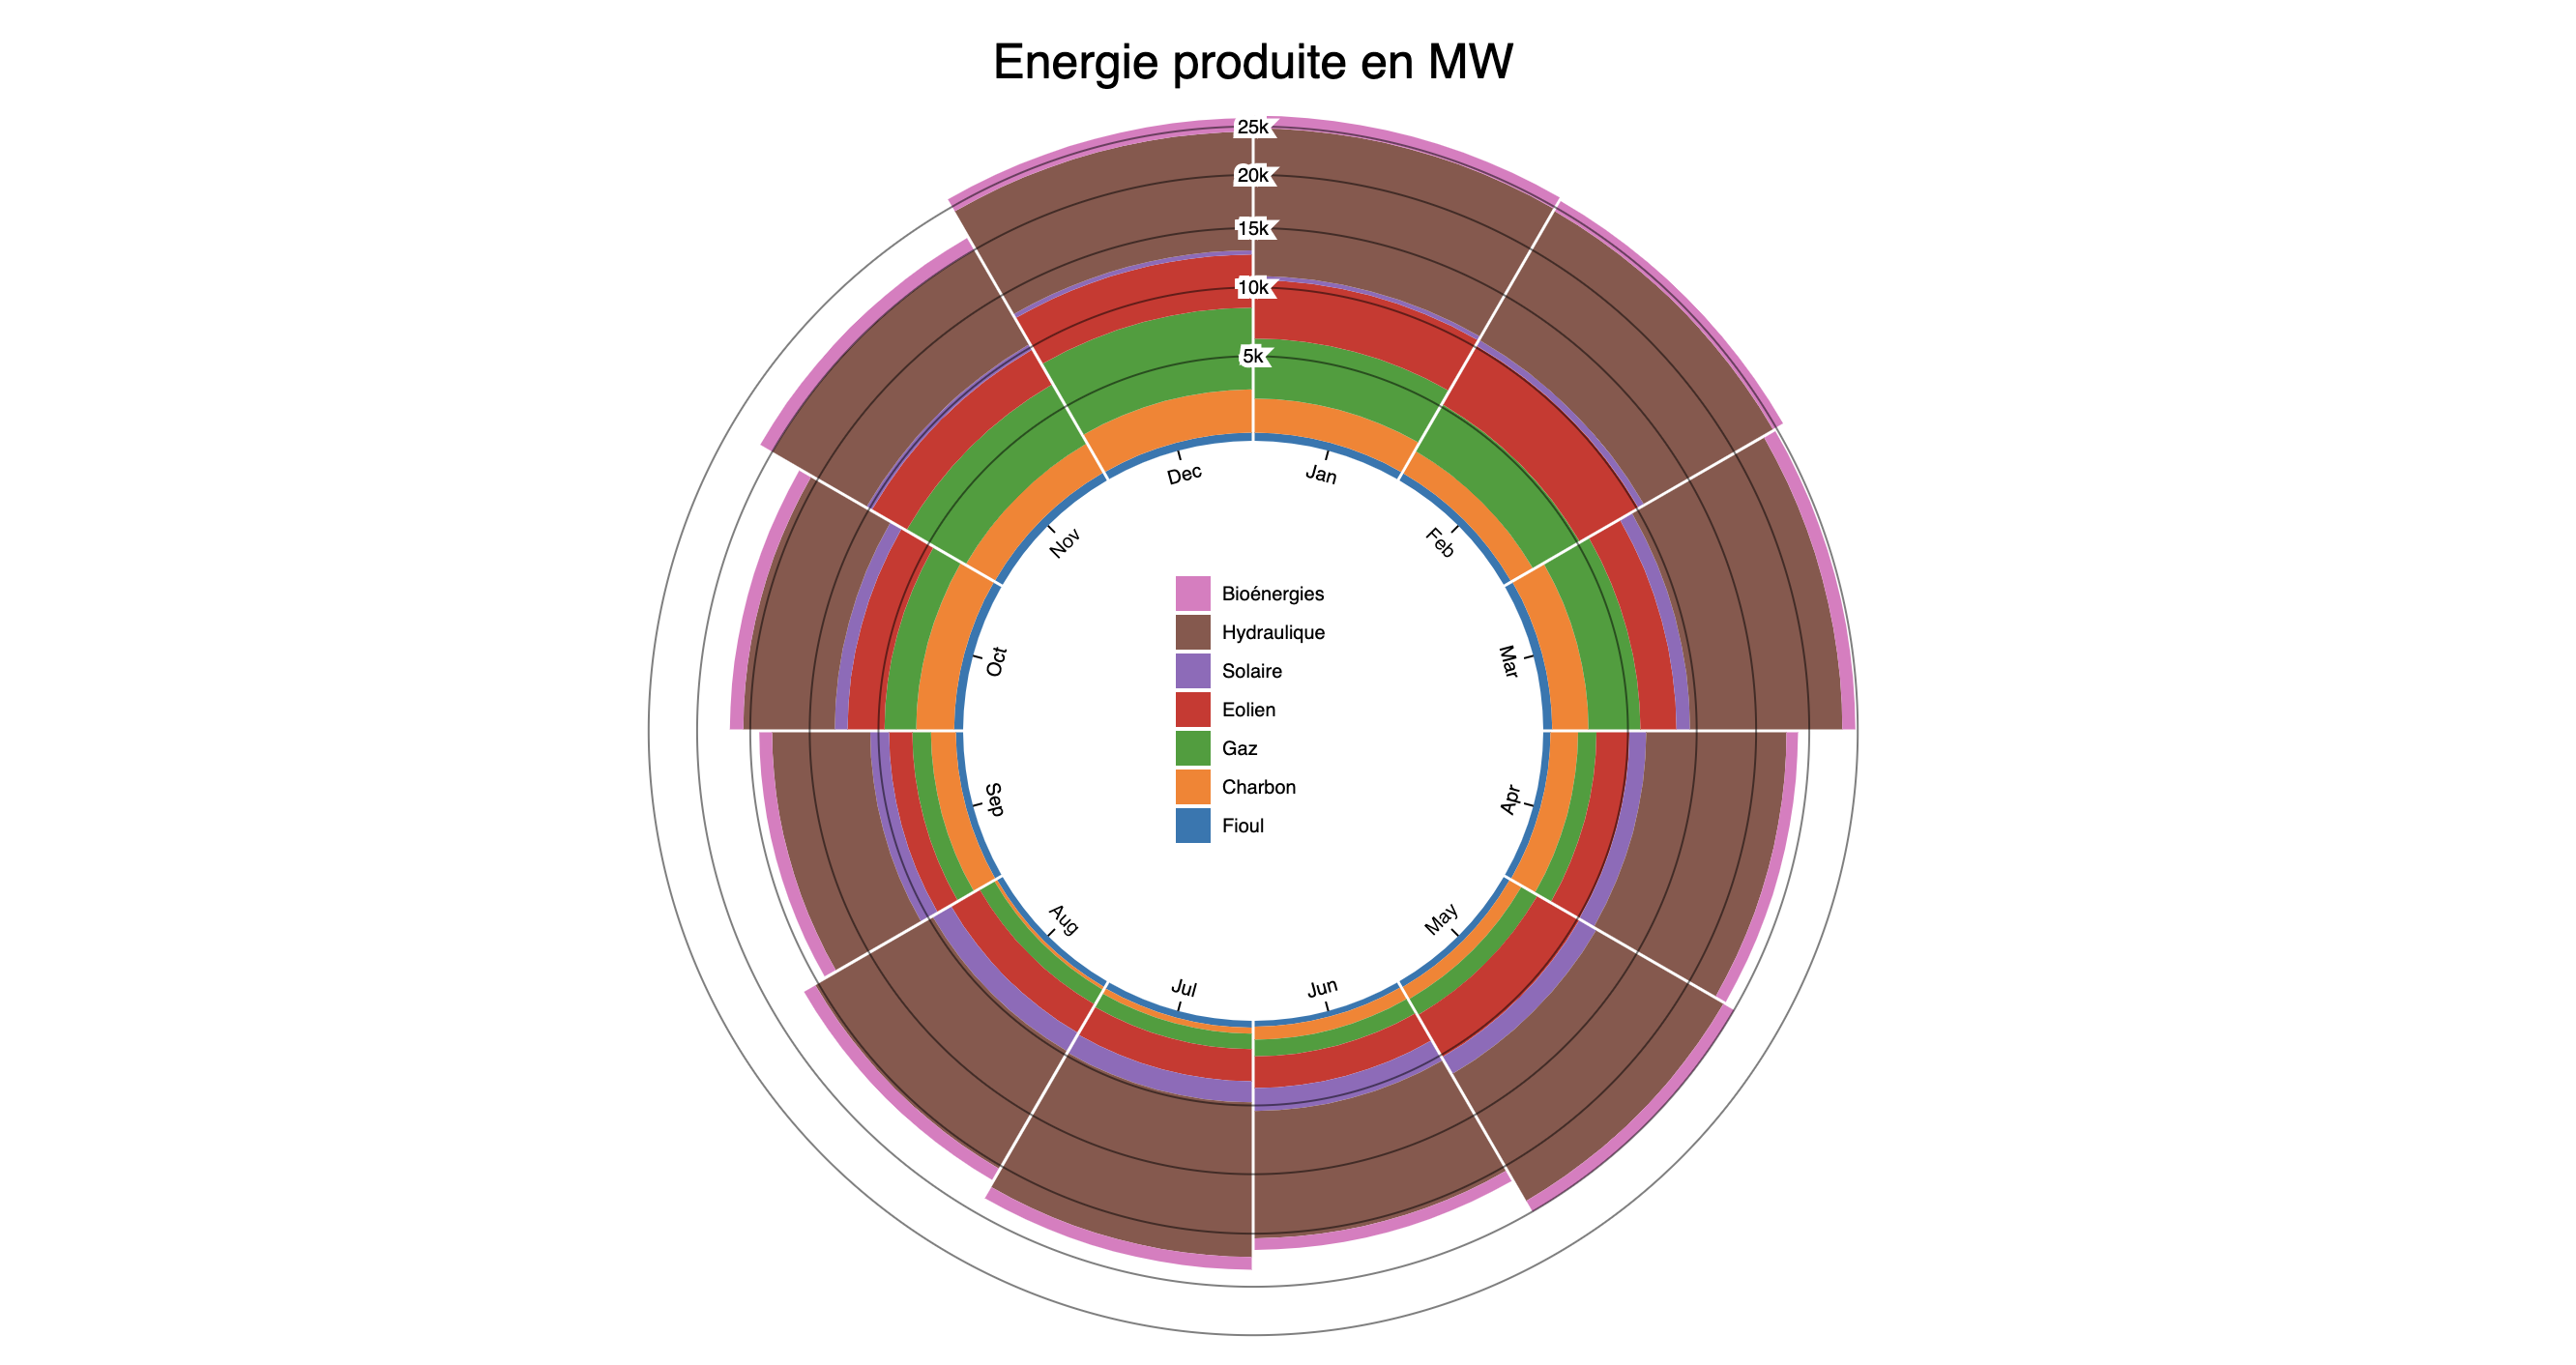 Energie produite en MW
25k
20k
15k
10k
5k
Jan
Feb
Mar
Apr
May
Jun
Jul
Aug
Sep
Oct
Nov
Dec
Bioénergies
Hydraulique
Solaire
Eolien
Gaz
Charbon
Fioul